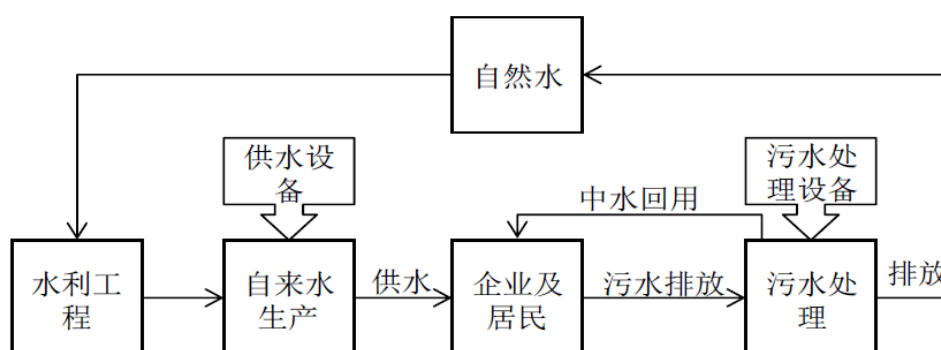 自然水
供水设
备
污水处
理设备
中水回用
水利工
程
自来水
生产
供水
企业及
居民
污水排放
污水处
理
排放